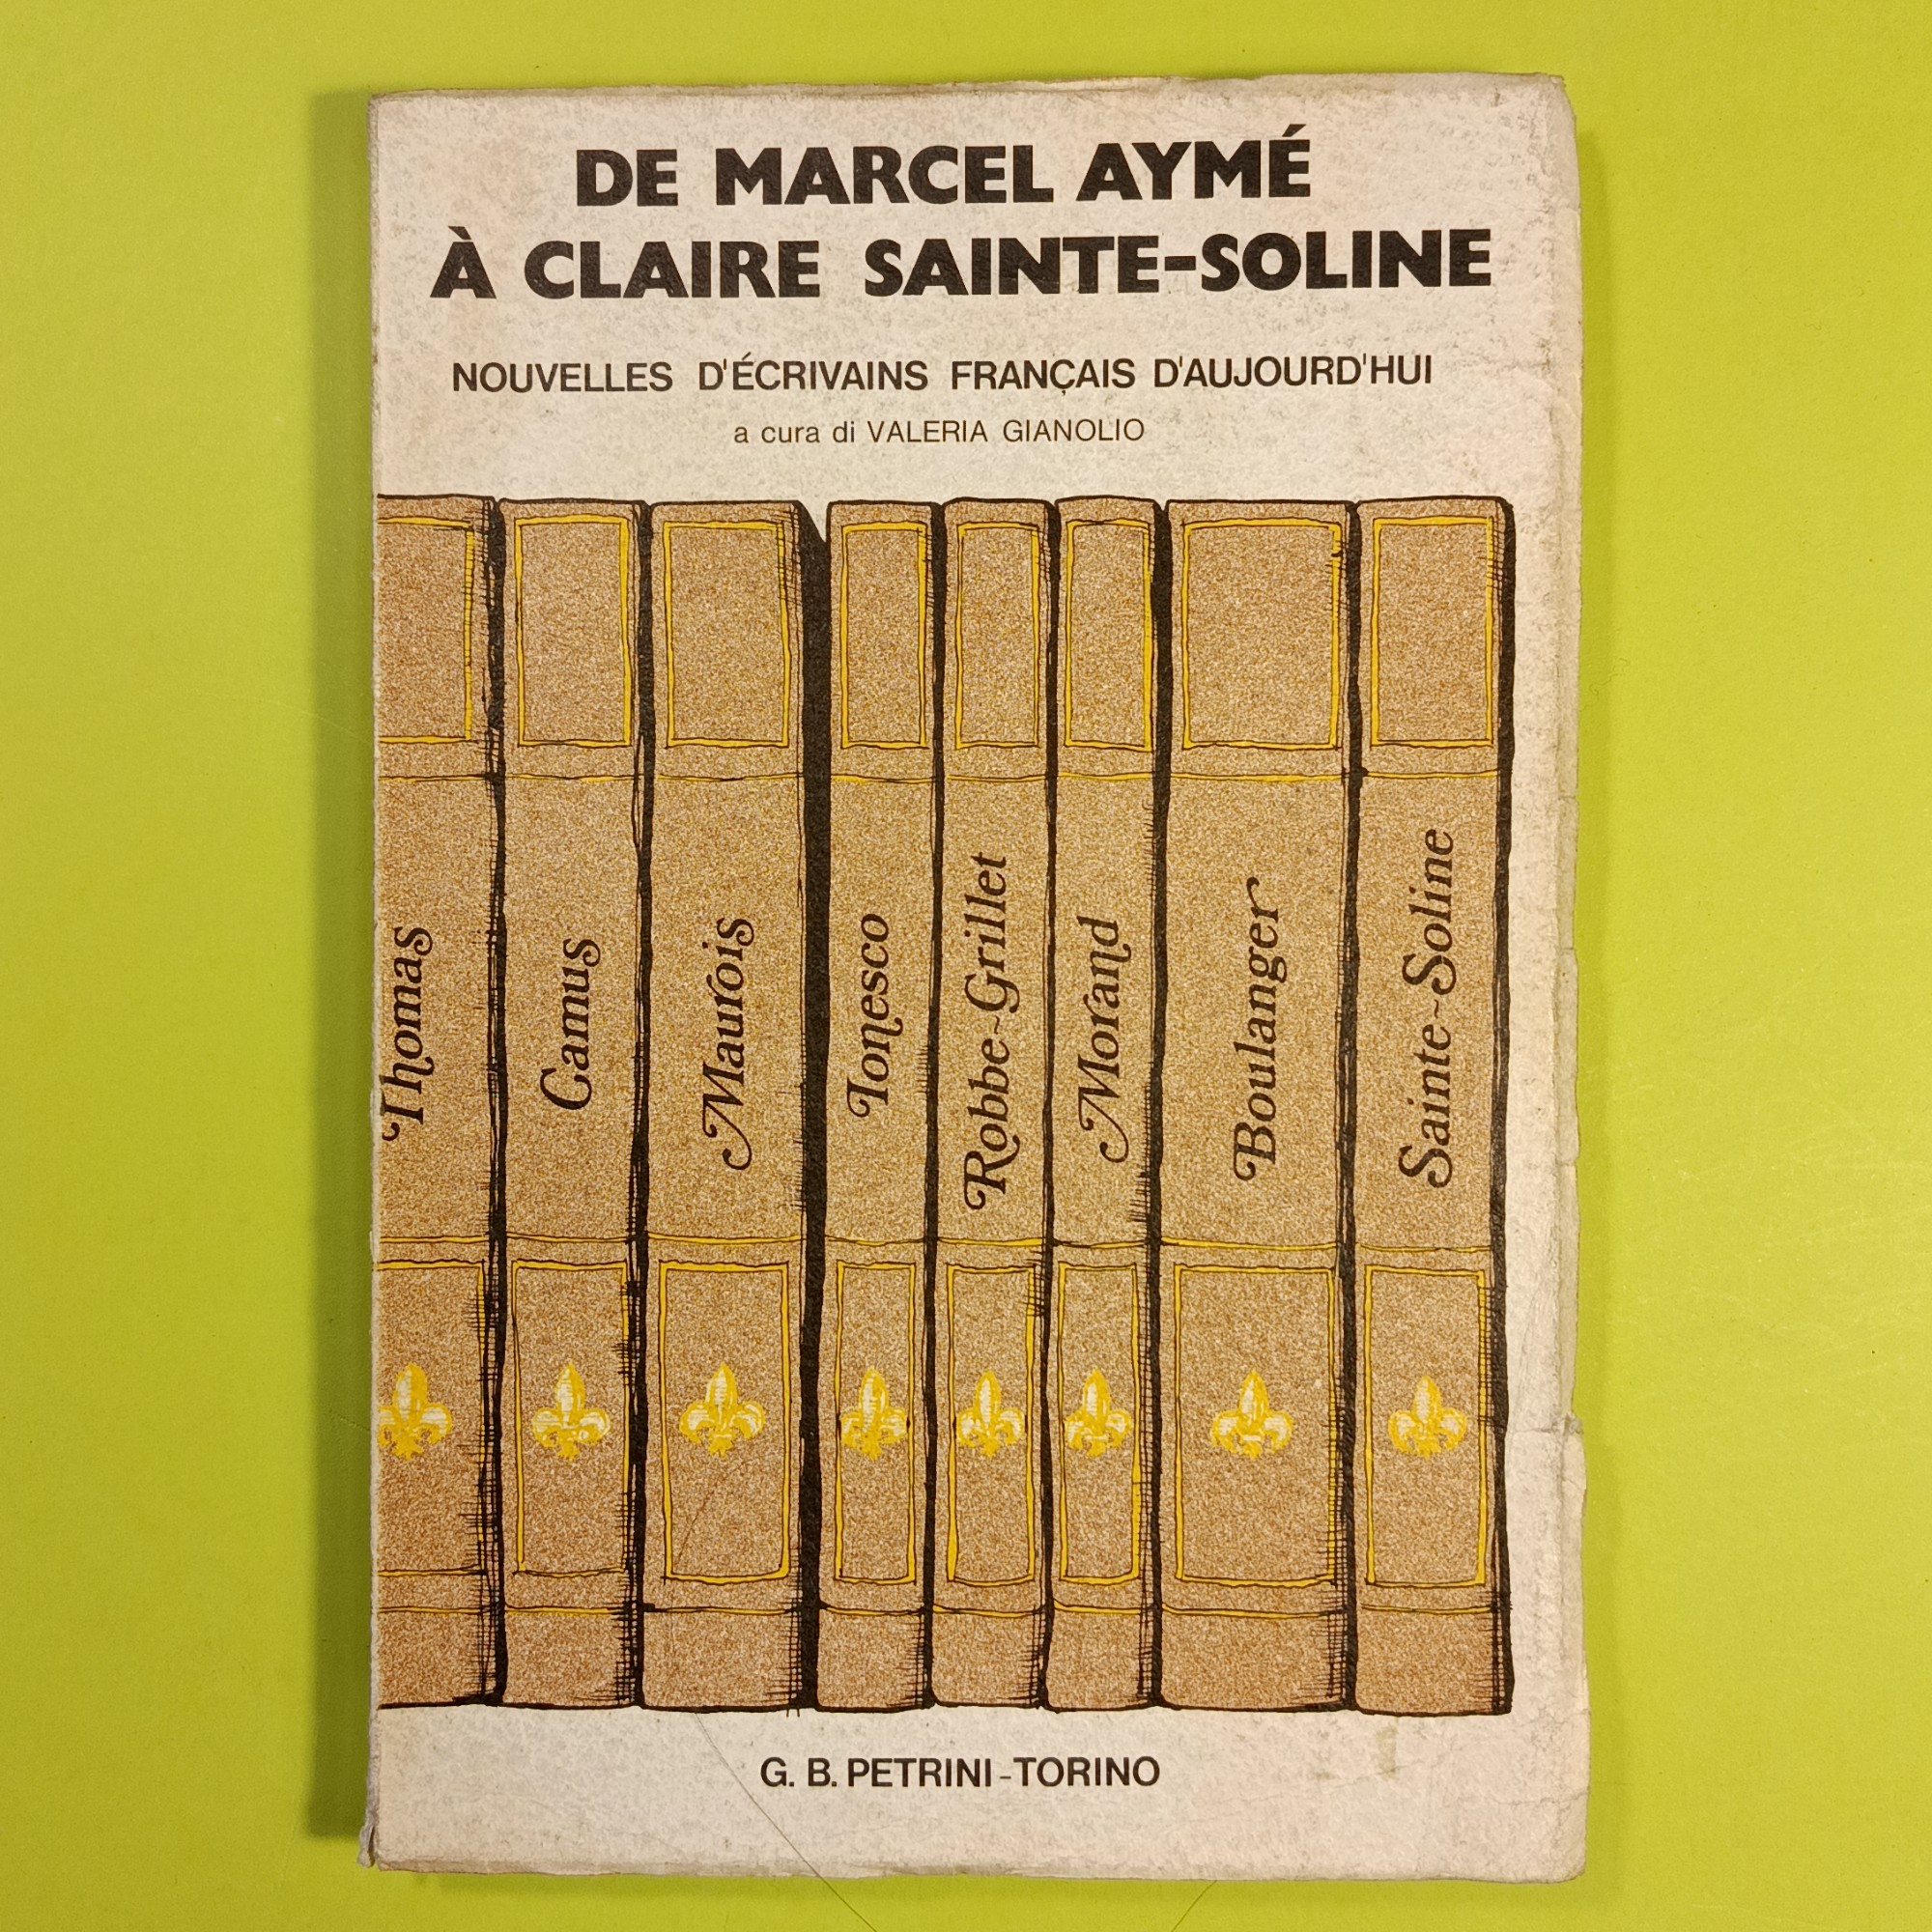 DE MARCEL AYMÉ
À CLAIRE SAINTE-SOLINE
NOUVELLES D'ÉCRIVAINS FRANÇAIS D'AUJOURD'HUI
a cura di VALERIA GIANOLIO
Thomas
Camus
Maurois
Ionesco
Robbe-Grillet
Morand
Boulanger
Sainte-Soline
G. B. PETRINI - TORINO